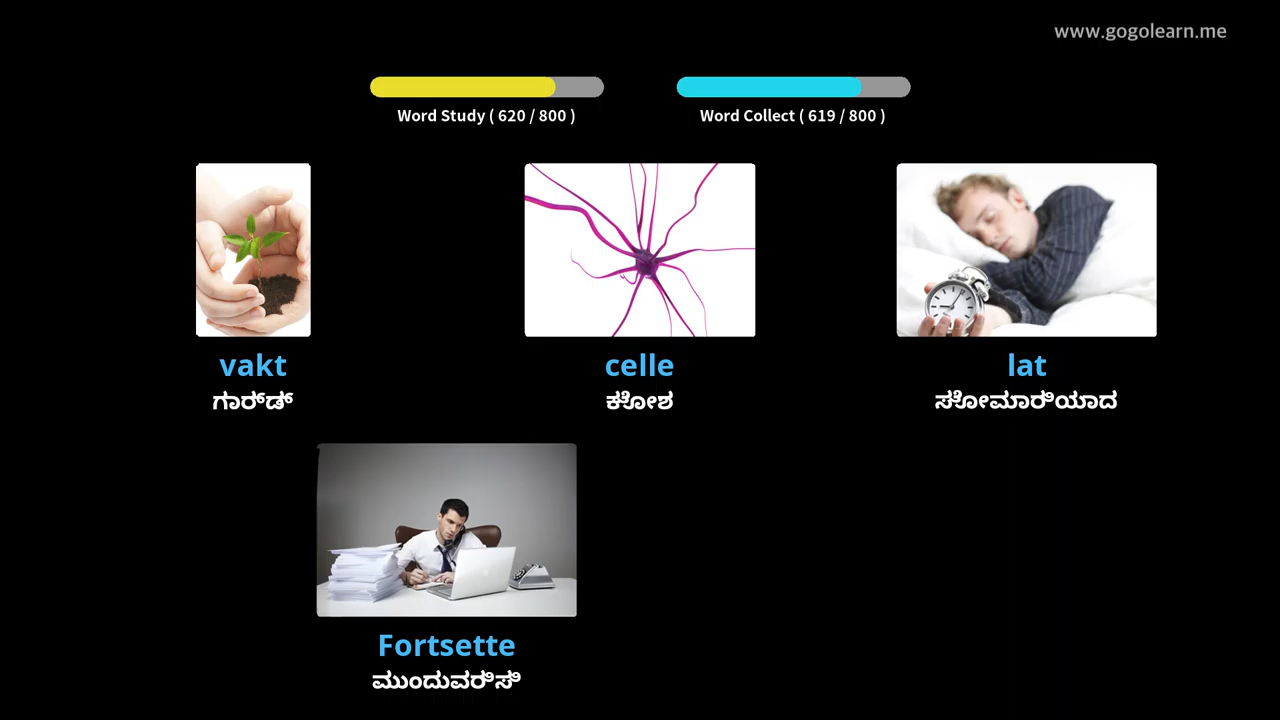 www.gogolearn.me
Word Study ( 620 / 800 )
Word Collect ( 619 / 800 )
vakt
ಗಾರ್ಡ್
celle
ಕೋಶ
lat
ಸೋಮಾರಿಯಾದ
Fortsette
ಮುಂದುವರಿಸಿ